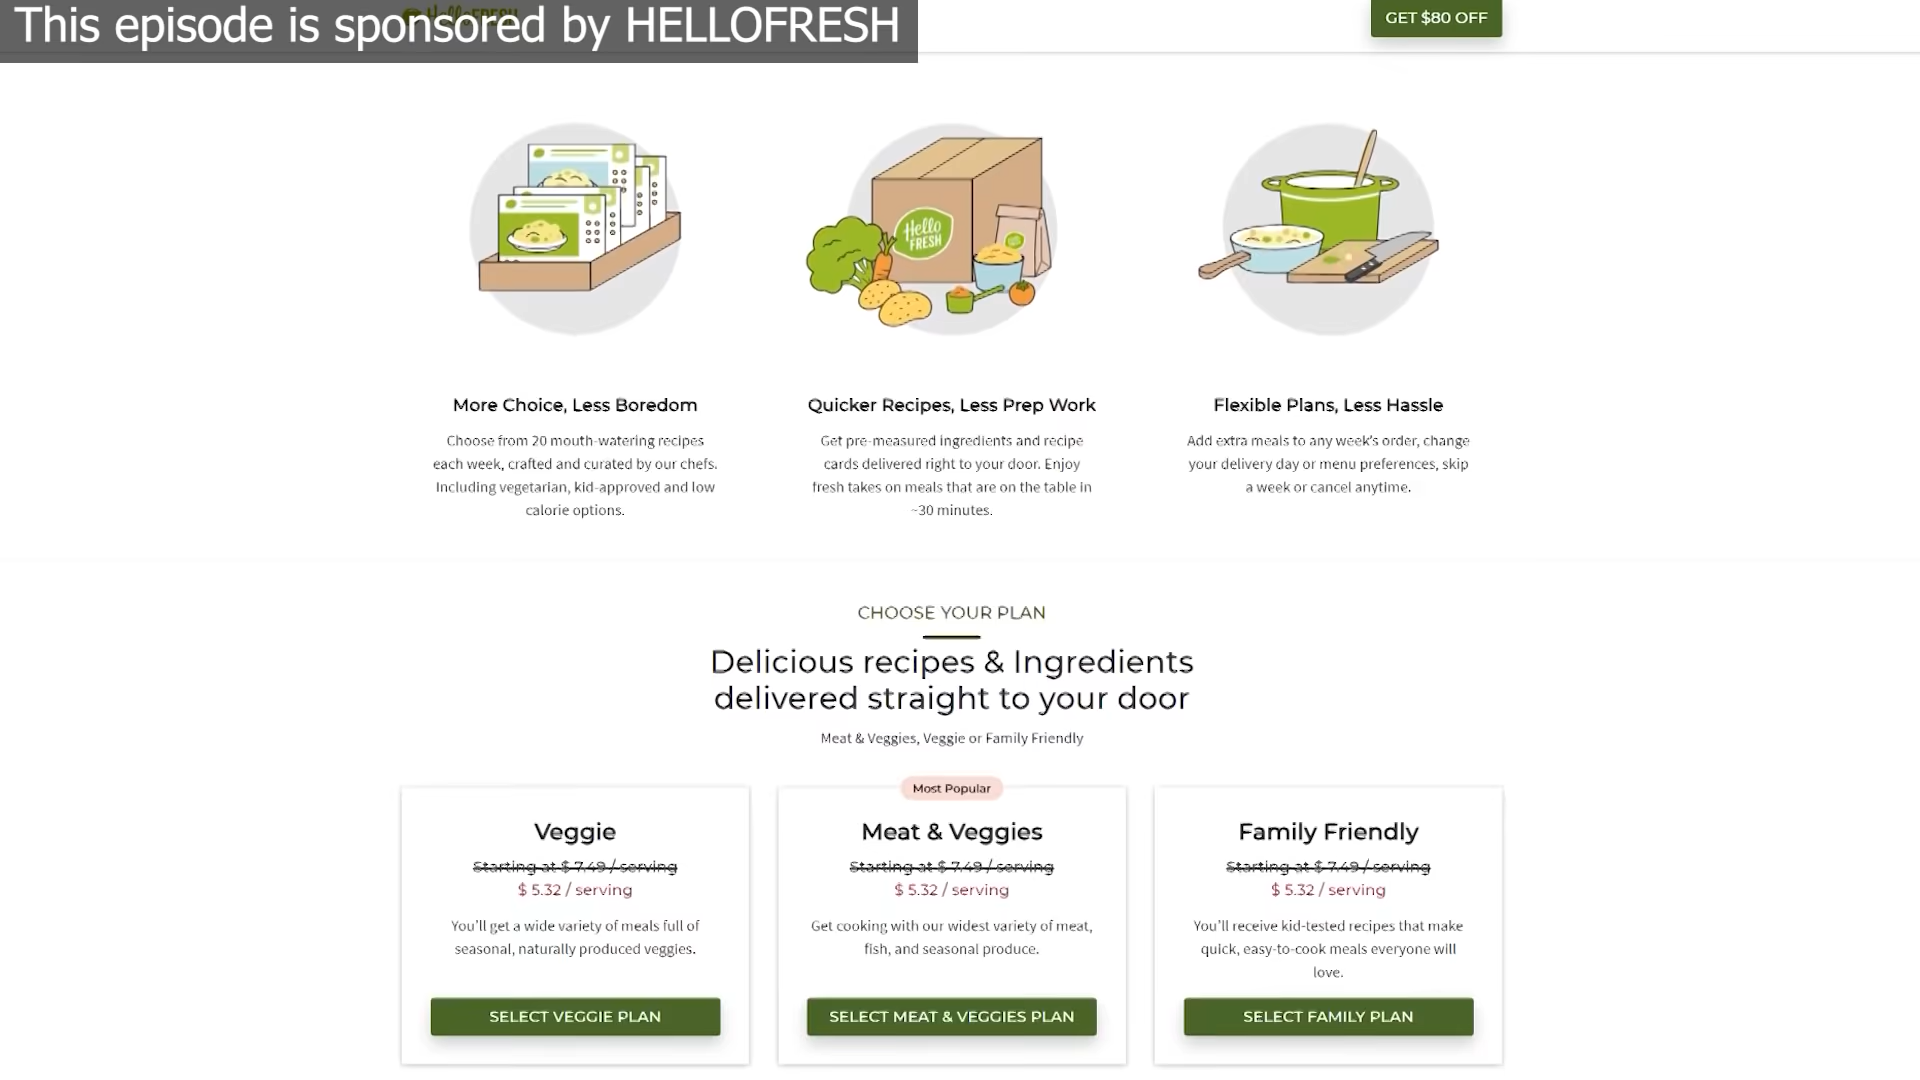 This episode is sponsored by HELLOFRESH
GET $80 OFF
Hello
FRESH
More Choice, Less Boredom
Choose from 20 mouth-watering recipes
each week, crafted and curated by our chefs.
Including vegetarian, kid-approved and low
calorie options.
Quicker Recipes, Less Prep Work
Get pre-measured ingredients and recipe
cards delivered right to your door. Enjoy
fresh takes on meals that are on the table in
~30 minutes.
Flexible Plans, Less Hassle
Add extra meals to any week's order, change
your delivery day or menu preferences, skip
a week or cancel anytime.
CHOOSE YOUR PLAN
Delicious recipes & Ingredients
delivered straight to your door
Meat & Veggies, Veggie or Family Friendly
Veggie
Starting at $ 7.49 / serving
$ 5.32 / serving
You'll get a wide variety of meals full of
seasonal, naturally produced veggies.
SELECT VEGGIE PLAN
Most Popular
Meat & Veggies
Starting at $ 7.49 / serving
$ 5.32 / serving
Get cooking with our widest variety of meat,
fish, and seasonal produce.
SELECT MEAT & VEGGIES PLAN
Family Friendly
Starting at $ 7.49 / serving
$ 5.32 / serving
You'll receive kid-tested recipes that make
quick, easy-to-cook meals everyone will
love.
SELECT FAMILY PLAN